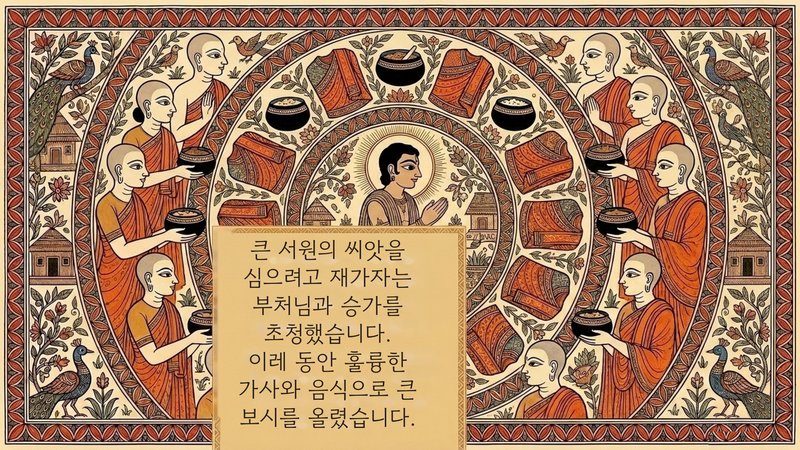 큰 서원의 씨앗을
심으려고 재가자는
부처님과 승가를
초청했습니다.
이레 동안 훌륭한
가사와 음식으로 큰
보시를 올렸습니다.